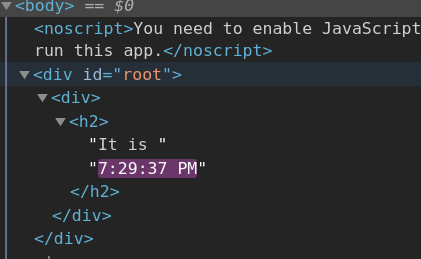 <body> == $0
<noscript>You need to enable JavaScript
run this app.</noscript>
<div id="root">
<div>
<h2>
"It is "
"7:29:37 PM"
</h2>
</div>
</div>